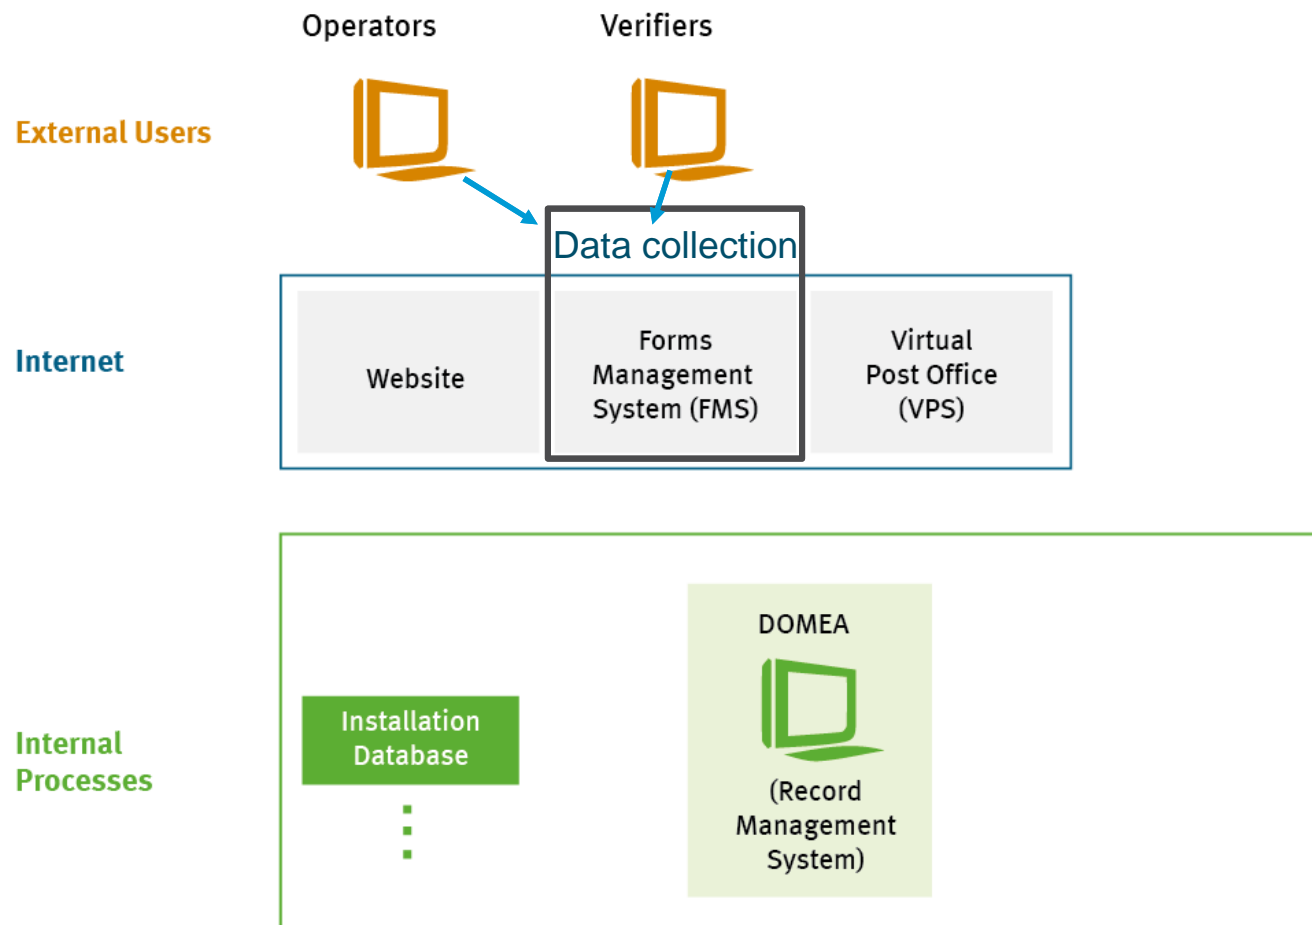 Operators
Verifiers
External Users
Data collection
Internet
Website
Forms
Management
System (FMS)
Virtual
Post Office
(VPS)
DOMEA
Installation
Database
Internal
Processes
(Record
Management
System)